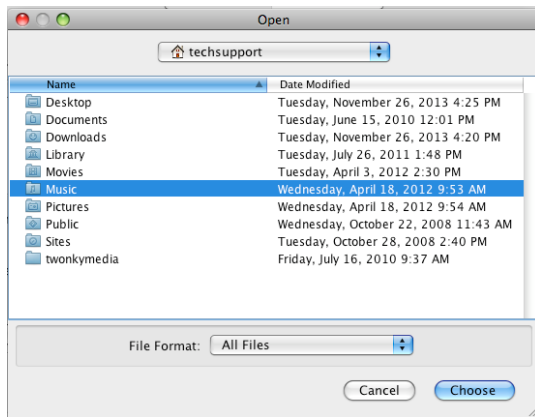 Open
techsupport
Name Date Modified
Desktop Tuesday, November 26, 2013 4:25 PM
Documents Tuesday, June 15, 2010 12:01 PM
Downloads Tuesday, November 26, 2013 4:20 PM
Library Tuesday, July 26, 2011 1:48 PM
Movies Tuesday, April 3, 2012 2:30 PM
Music Wednesday, April 18, 2012 9:53 AM
Pictures Wednesday, April 18, 2012 9:54 AM
Public Wednesday, October 22, 2008 11:43 AM
Sites Tuesday, October 28, 2008 2:40 PM
twonkymedia Friday, July 16, 2010 9:37 AM
File Format: All Files
Cancel Choose